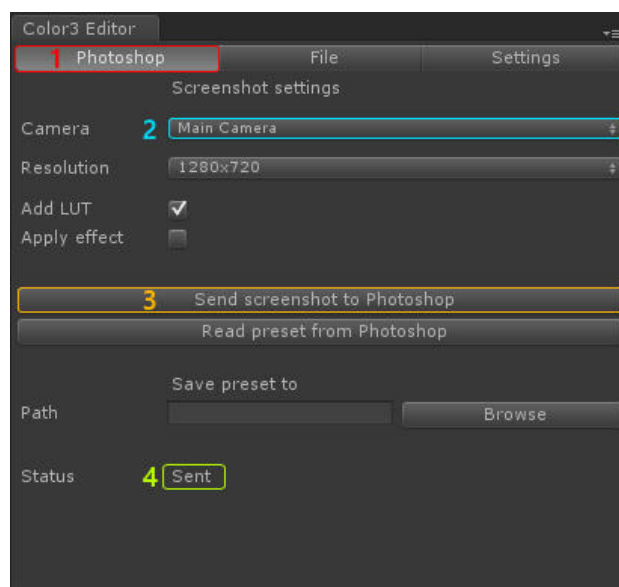 Color3 Editor
1 Photoshop File Settings
Screenshot settings
Camera 2 Main Camera
Resolution 1280x720
Add LUT
Apply effect
3 Send screenshot to Photoshop
Read preset from Photoshop
Save preset to
Path Browse
Status 4 Sent